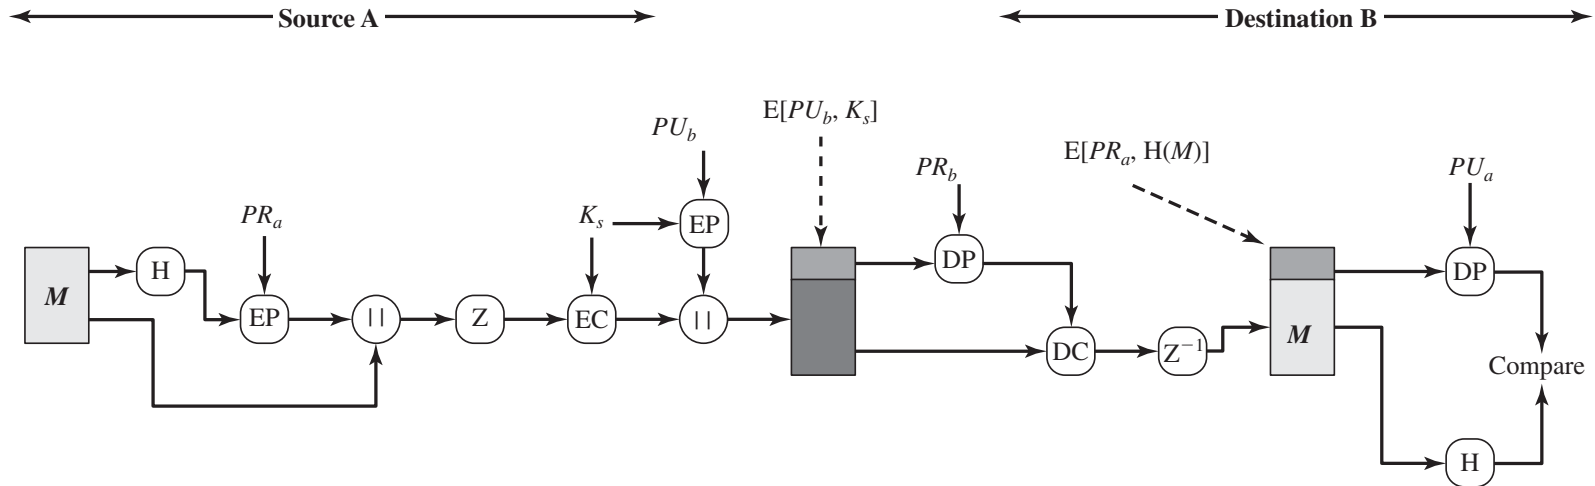 Source A
Destination B
E[PU_b, K_s]
PU_b
E[PR_a, H(M)]
PR_b
PU_a
PR_a
K_s
EP
M
H
DP
DP
EP
||
Z
EC
||
M
DC
Z⁻¹
Compare
H